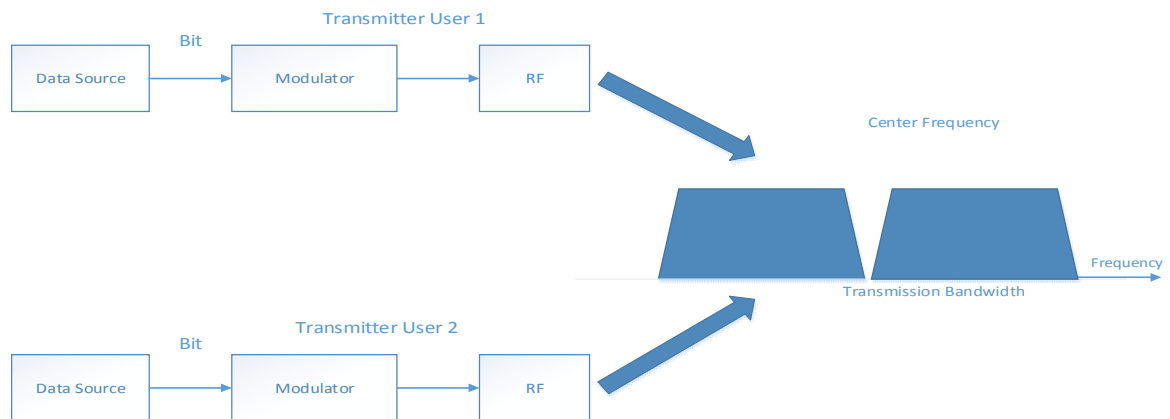 Transmitter User 1
Bit
Data Source
Modulator
RF
Center Frequency
Frequency
Transmission Bandwidth
Transmitter User 2
Bit
Data Source
Modulator
RF